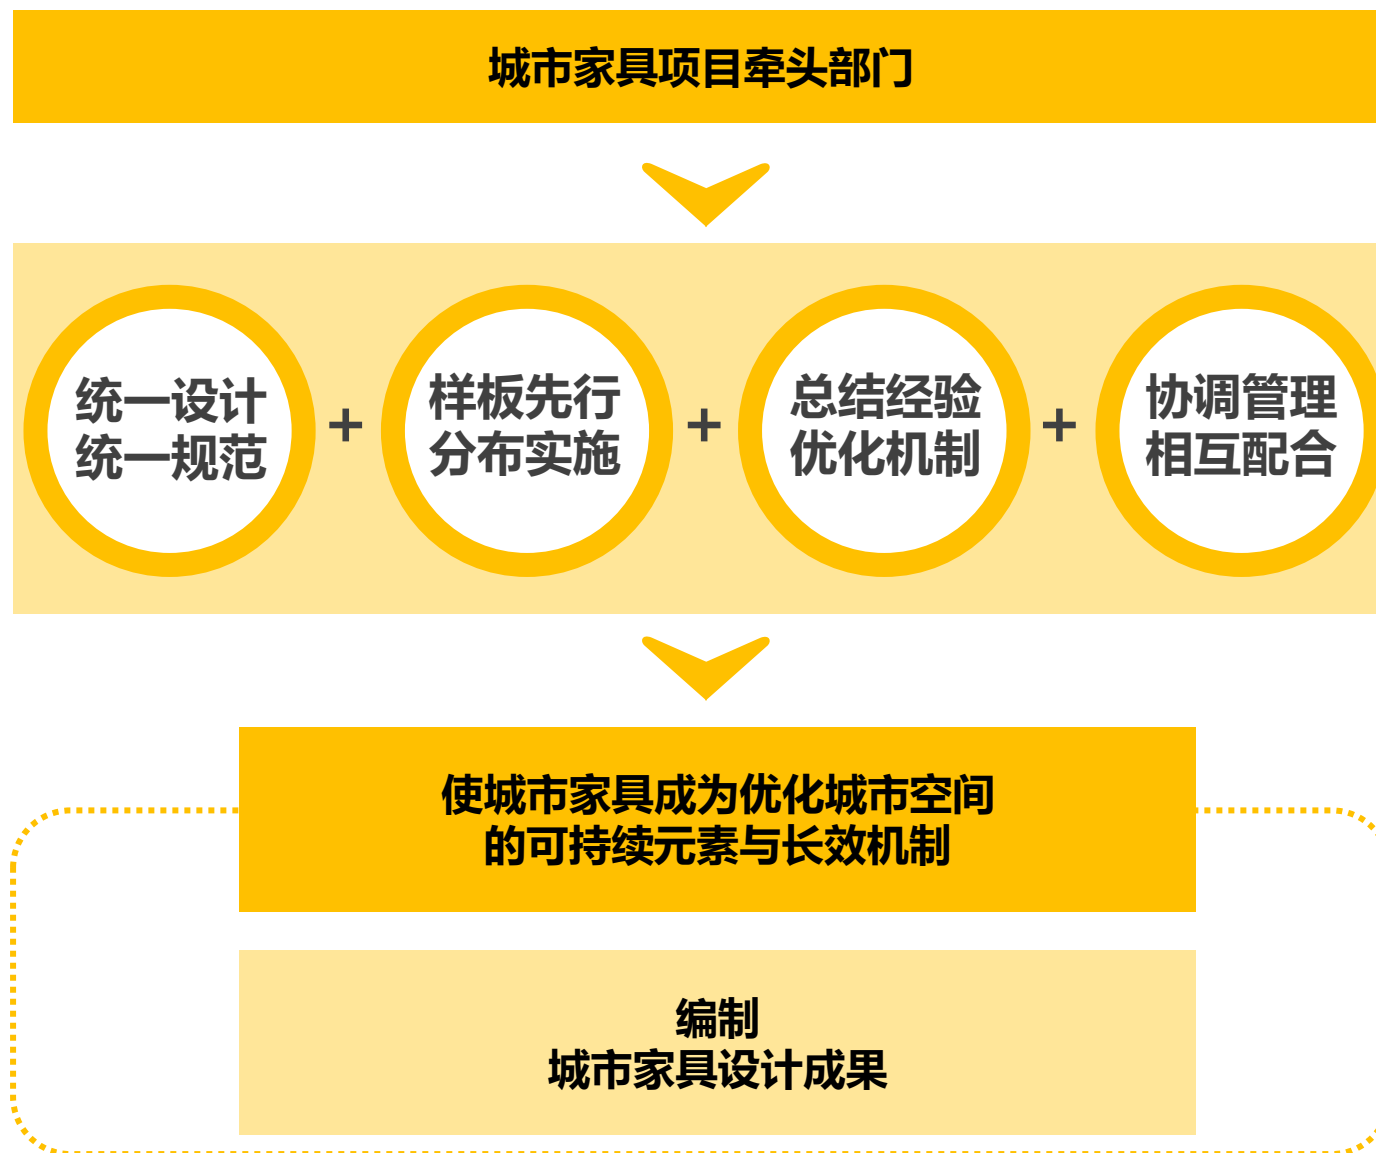 城市家具项目牵头部门
统一设计
统一规范
+
样板先行
分布实施
+
总结经验
优化机制
+
协调管理
相互配合
使城市家具成为优化城市空间
的可持续元素与长效机制
编制
城市家具设计成果